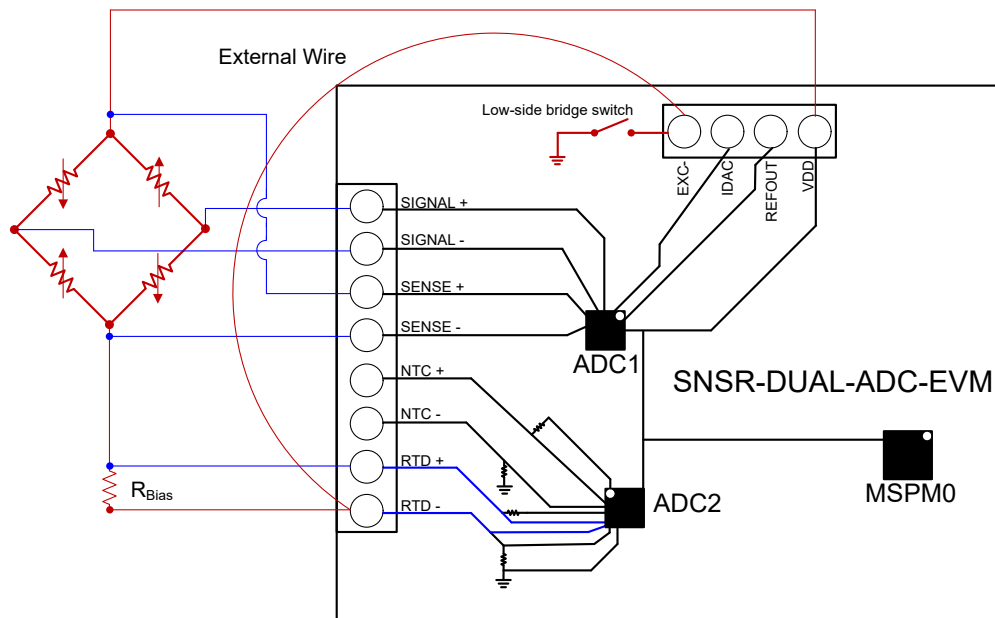 External Wire
Low-side bridge switch
EXC-
IDAC
REFOUT
VDD
SIGNAL +
SIGNAL -
SENSE +
SENSE -
ADC1
NTC +
SNSR-DUAL-ADC-EVM
NTC -
RTD +
RBias
MSPM0
ADC2
RTD -